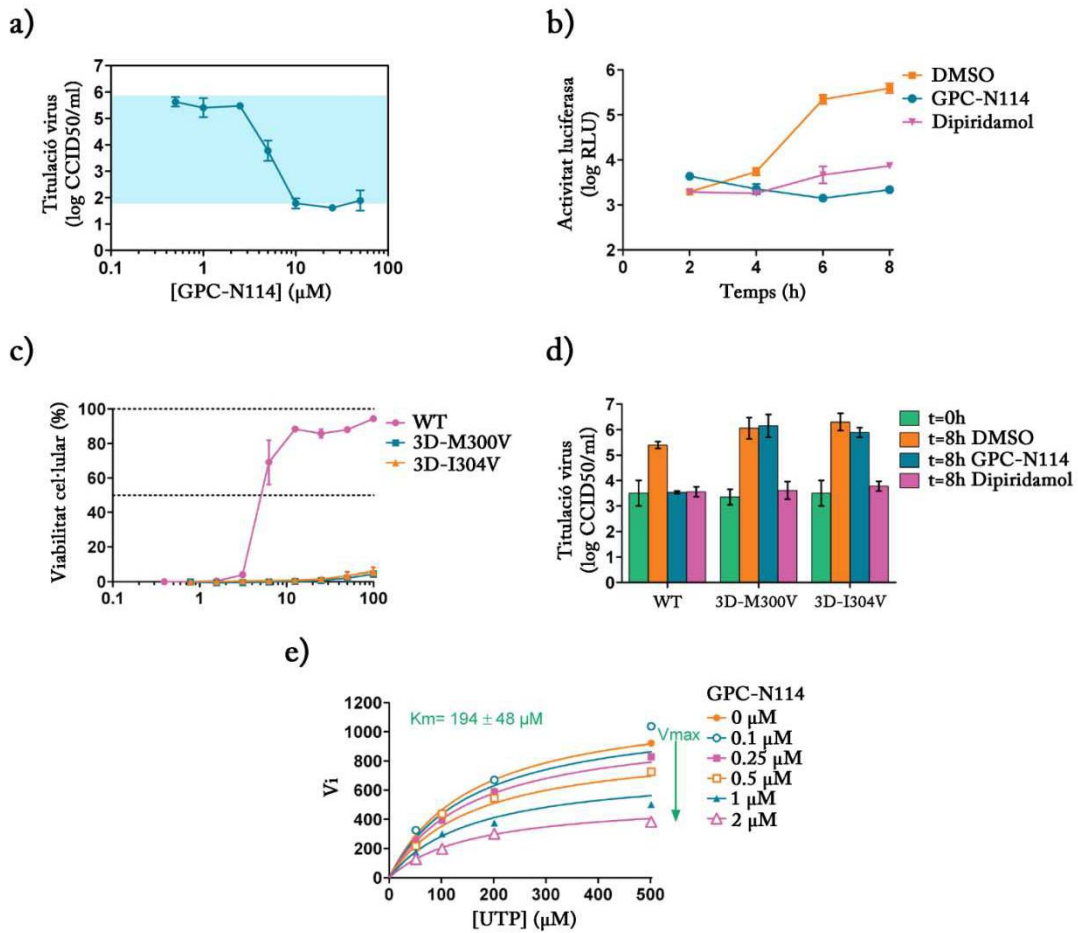 a)
Titulació virus
(log CCID50/ml)
7
6
5
4
3
2
1
0
0.1
1
10
100
[GPC-N114] (µM)
b)
Activitat luciferasa
(log RLU)
6
5
4
3
2
0
2
4
6
8
Temps (h)
DMSO
GPC-N114
Dipiridamol
c)
Viabilitat cel·lular (%)
100
80
60
40
20
0
0.1
1
10
100
WT
3D-M300V
3D-I304V
d)
Titulació virus
(log CCID50/ml)
7
6
5
4
3
2
1
0
WT
3D-M300V
3D-I304V
t=0h
t=8h DMSO
t=8h GPC-N114
t=8h Dipiridamol
e)
Vi
1200
1000
800
600
400
200
0
0
100
200
300
400
500
[UTP] (µM)
Km= 194 ± 48 µM
Vmax
GPC-N114
0 µM
0.1 µM
0.25 µM
0.5 µM
1 µM
2 µM